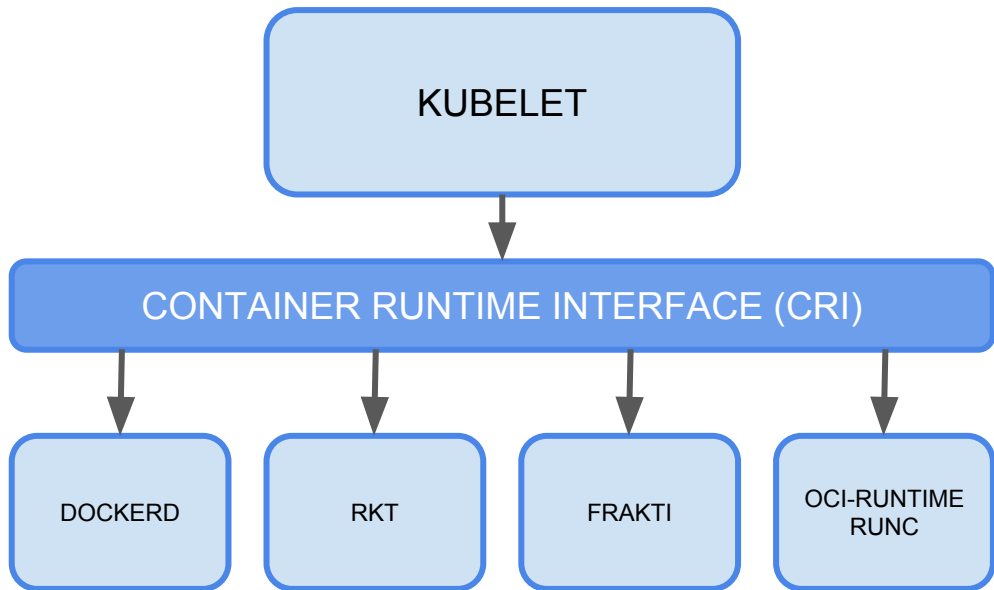 KUBELET
CONTAINER RUNTIME INTERFACE (CRI)
DOCKERD
RKT
FRAKTI
OCI-RUNTIME
RUNC